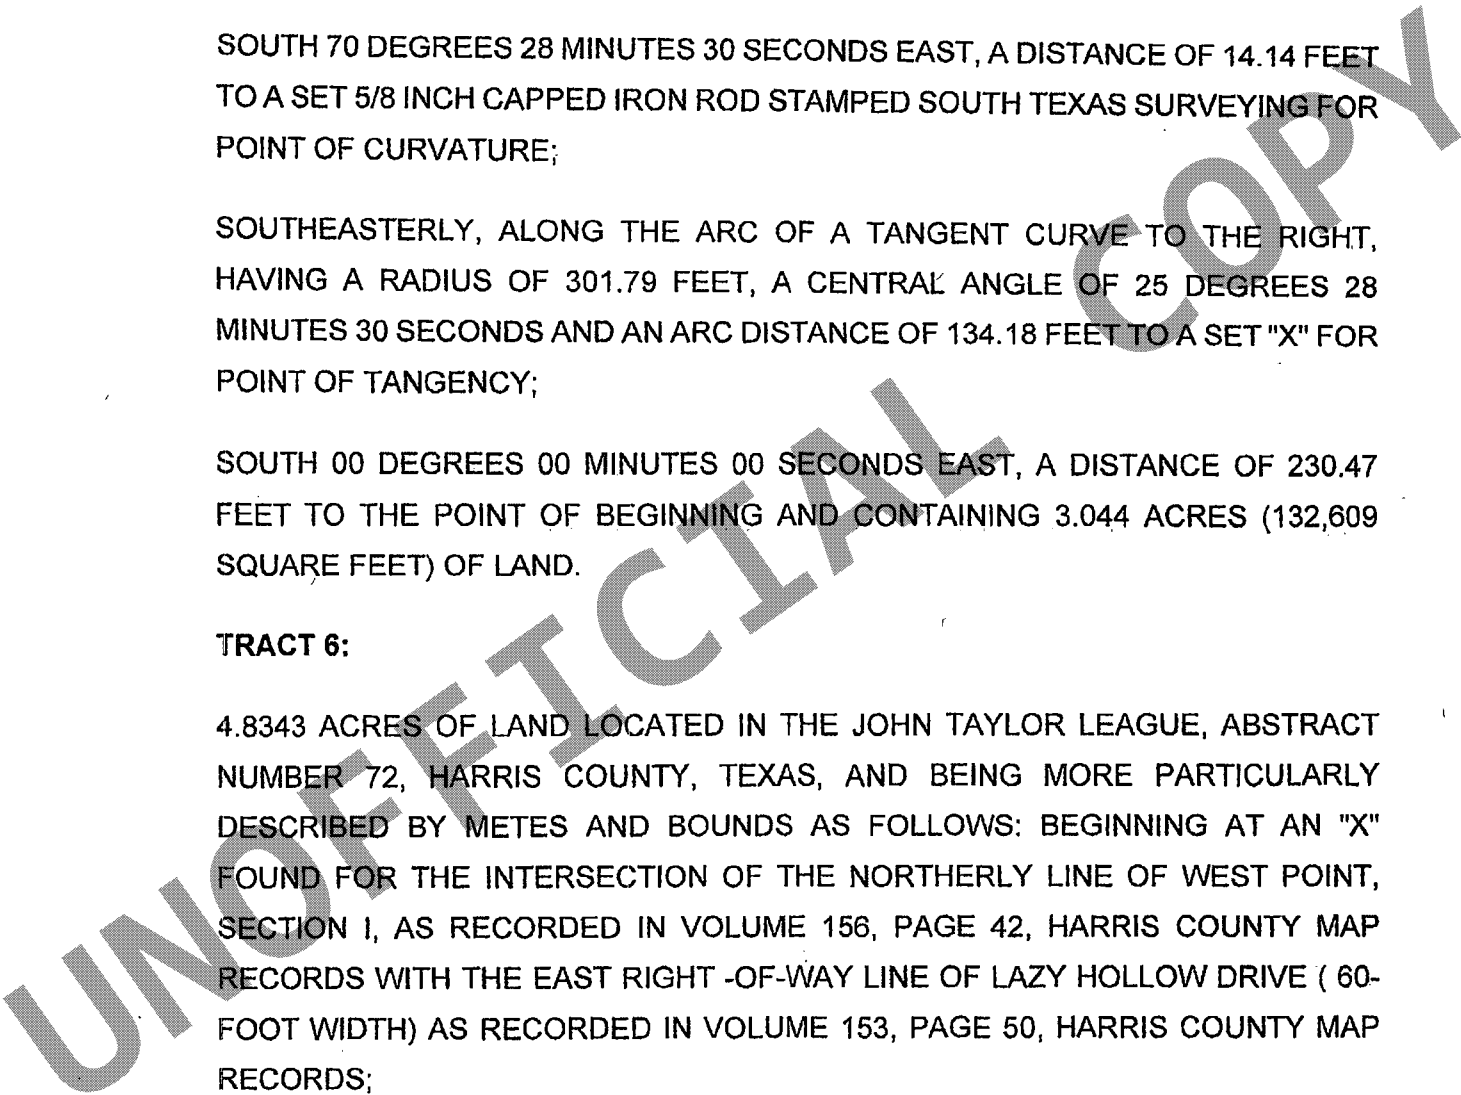 SOUTH 70 DEGREES 28 MINUTES 30 SECONDS EAST, A DISTANCE OF 14.14 FEET
TO A SET 5/8 INCH CAPPED IRON ROD STAMPED SOUTH TEXAS SURVEYING FOR
POINT OF CURVATURE;
SOUTHEASTERLY, ALONG THE ARC OF A TANGENT CURVE TO THE RIGHT,
HAVING A RADIUS OF 301.79 FEET, A CENTRAL ANGLE OF 25 DEGREES 28
MINUTES 30 SECONDS AND AN ARC DISTANCE OF 134.18 FEET TO A SET "X" FOR
POINT OF TANGENCY;
SOUTH 00 DEGREES 00 MINUTES 00 SECONDS EAST, A DISTANCE OF 230.47
FEET TO THE POINT OF BEGINNING AND CONTAINING 3.044 ACRES (132,609
SQUARE FEET) OF LAND.
TRACT 6:
4.8343 ACRES OF LAND LOCATED IN THE JOHN TAYLOR LEAGUE, ABSTRACT
NUMBER 72, HARRIS COUNTY, TEXAS, AND BEING MORE PARTICULARLY
DESCRIBED BY METES AND BOUNDS AS FOLLOWS: BEGINNING AT AN "X"
FOUND FOR THE INTERSECTION OF THE NORTHERLY LINE OF WEST POINT,
SECTION I, AS RECORDED IN VOLUME 156, PAGE 42, HARRIS COUNTY MAP
RECORDS WITH THE EAST RIGHT -OF-WAY LINE OF LAZY HOLLOW DRIVE ( 60-
FOOT WIDTH) AS RECORDED IN VOLUME 153, PAGE 50, HARRIS COUNTY MAP
RECORDS;
UNOFFICIAL COPY